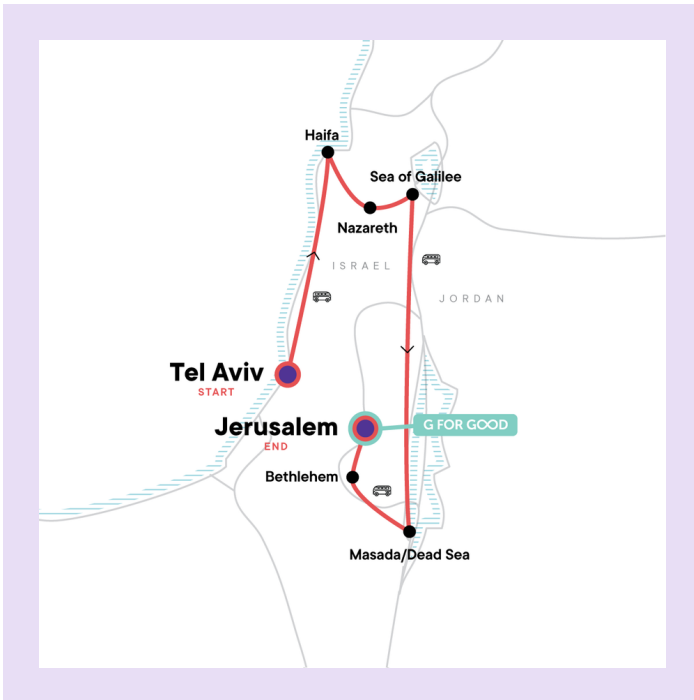 Haifa
Sea of Galilee
Nazareth
ISRAEL
JORDAN
Tel Aviv
START
Jerusalem
END
G FOR GOOD
Bethlehem
Masada/Dead Sea